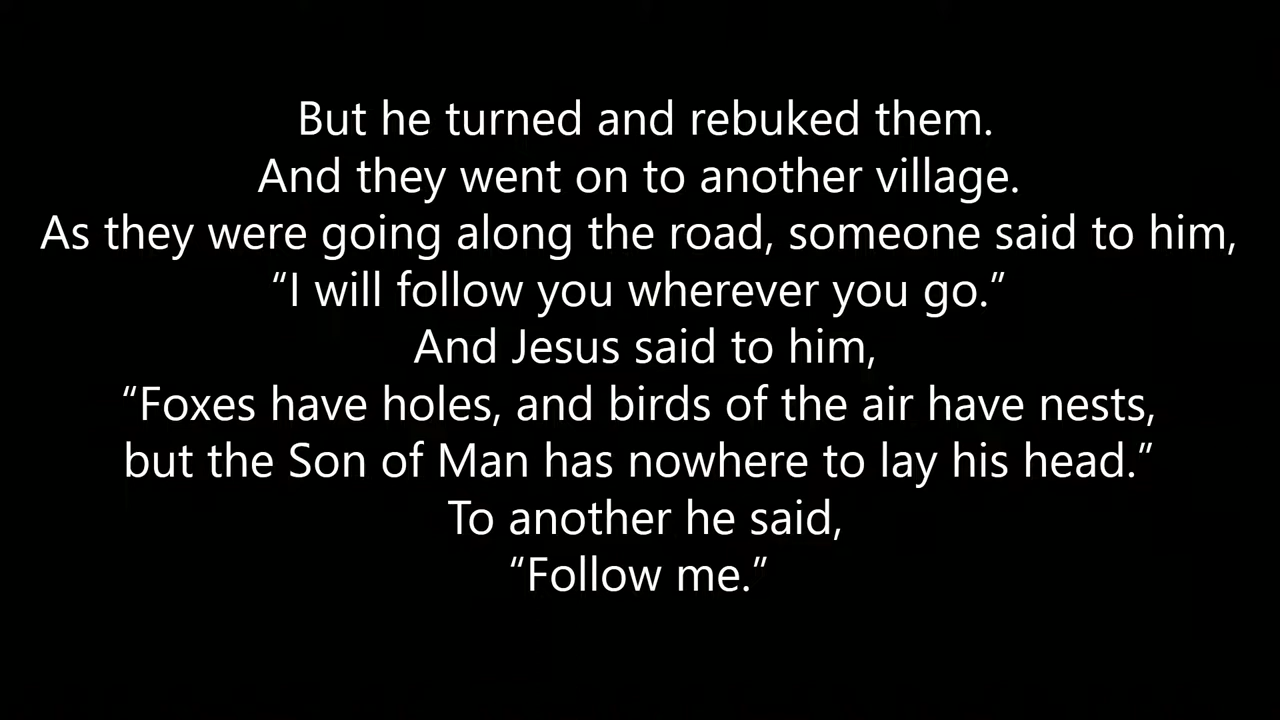 But he turned and rebuked them.
And they went on to another village.
As they were going along the road, someone said to him,
“I will follow you wherever you go.”
And Jesus said to him,
“Foxes have holes, and birds of the air have nests,
but the Son of Man has nowhere to lay his head.”
To another he said,
“Follow me.”